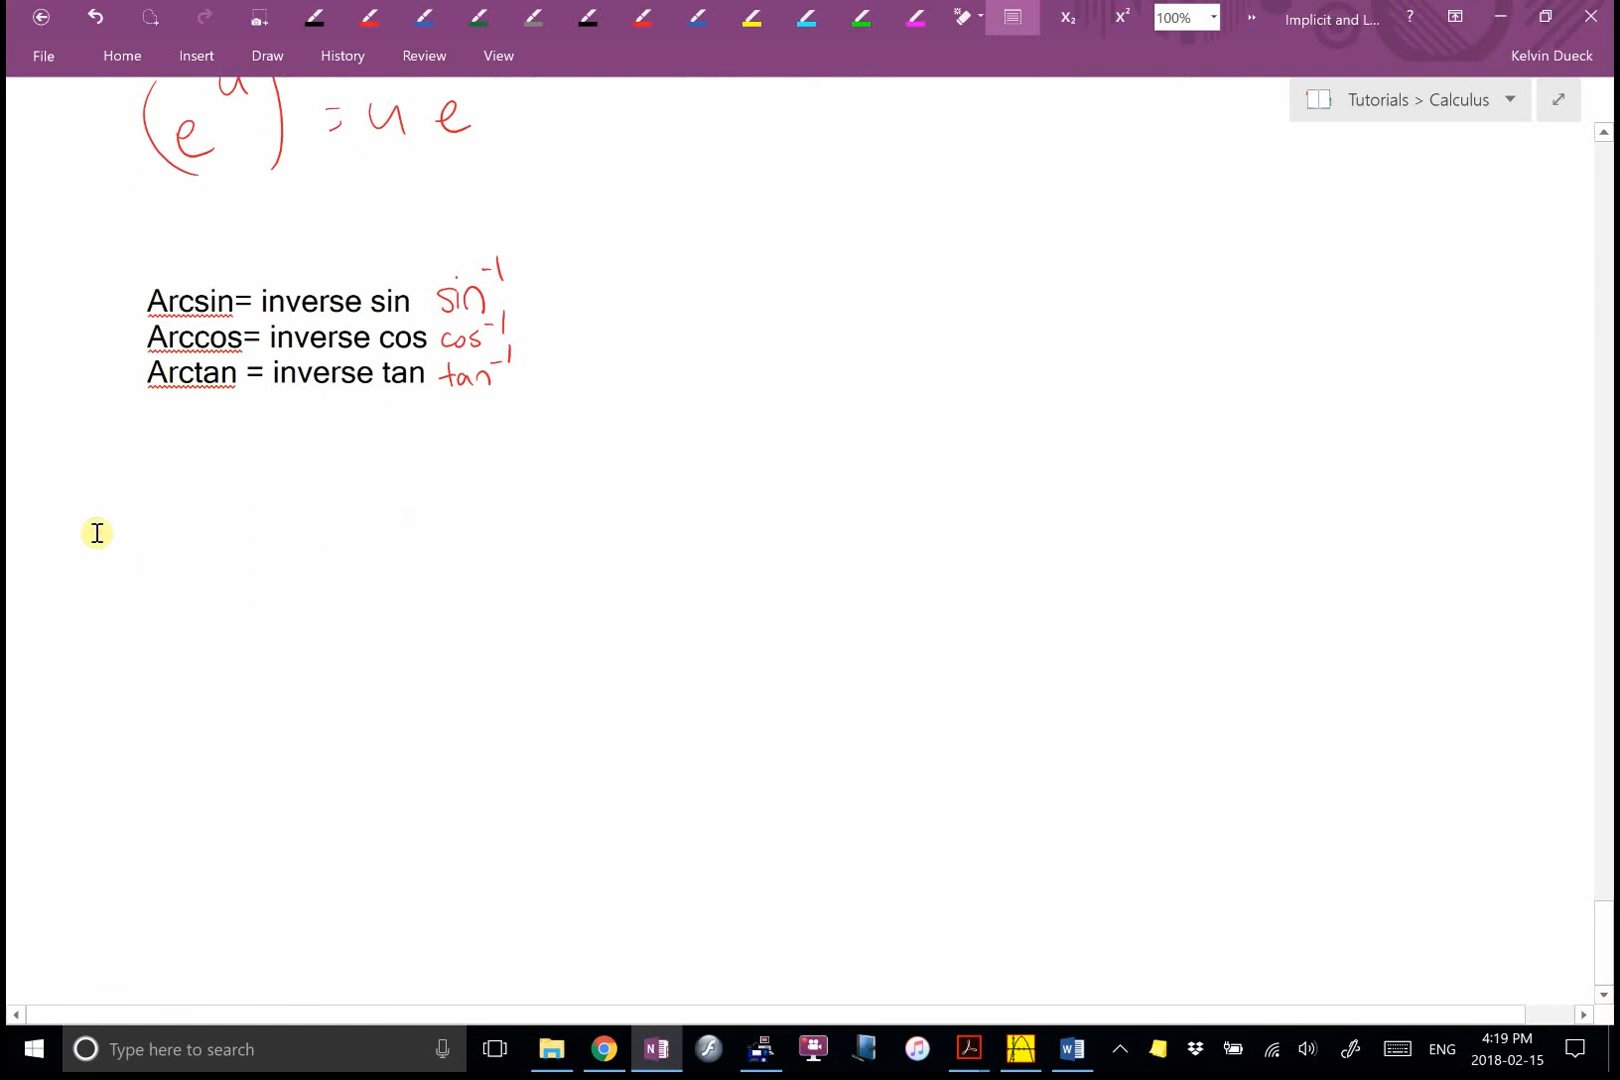 X₂ X² 100% » Implicit and L... ?
File Home Insert Draw History Review View Kelvin Dueck
Tutorials > Calculus
(e^u) = u e
Arcsin= inverse sin sin⁻¹
Arccos= inverse cos cos⁻¹
Arctan = inverse tan tan⁻¹
Type here to search
ENG
4:19 PM
2018-02-15